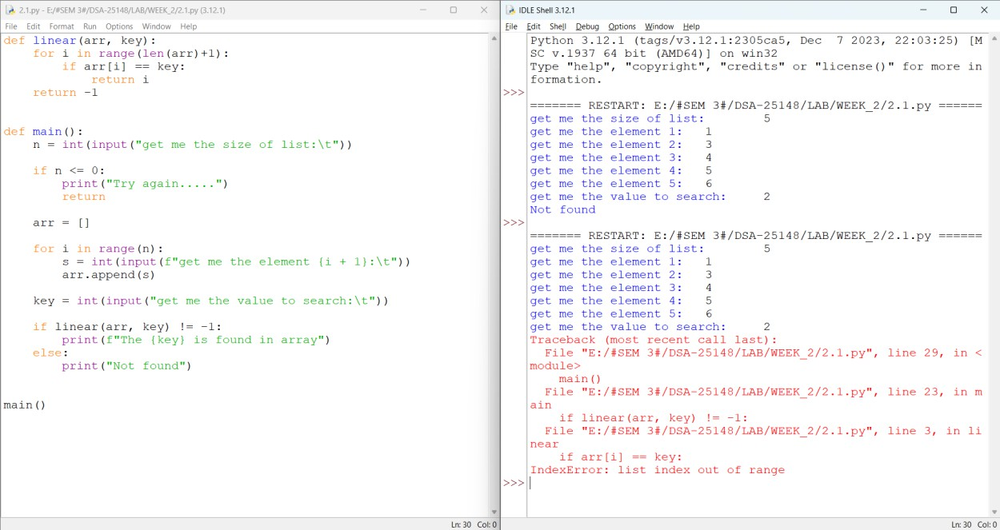 2.1.py - E:/#SEM 3#/DSA-25148/LAB/WEEK_2/2.1.py (3.12.1)
File Edit Format Run Options Window Help
def linear(arr, key):
    for i in range(len(arr)+1):
        if arr[i] == key:
            return i
    return -1
def main():
    n = int(input("get me the size of list:\t"))
    if n <= 0:
        print("Try again.....")
        return
    arr = []
    for i in range(n):
        s = int(input(f"get me the element {i + 1}:\t"))
        arr.append(s)
    key = int(input("get me the value to search:\t"))
    if linear(arr, key) != -1:
        print(f"The {key} is found in array")
    else:
        print("Not found")
main()
Ln: 30 Col: 0
IDLE Shell 3.12.1
File Edit Shell Debug Options Window Help
Python 3.12.1 (tags/v3.12.1:2305ca5, Dec  7 2023, 22:03:25) [M
SC v.1937 64 bit (AMD64)] on win32
Type "help", "copyright", "credits" or "license()" for more in
formation.
>>>
======= RESTART: E:/#SEM 3#/DSA-25148/LAB/WEEK_2/2.1.py ======
get me the size of list:        5
get me the element 1:   1
get me the element 2:   3
get me the element 3:   4
get me the element 4:   5
get me the element 5:   6
get me the value to search:     2
Not found
>>>
======= RESTART: E:/#SEM 3#/DSA-25148/LAB/WEEK_2/2.1.py ======
get me the size of list:        5
get me the element 1:   1
get me the element 2:   3
get me the element 3:   4
get me the element 4:   5
get me the element 5:   6
get me the value to search:     2
Traceback (most recent call last):
  File "E:/#SEM 3#/DSA-25148/LAB/WEEK_2/2.1.py", line 29, in <
module>
    main()
  File "E:/#SEM 3#/DSA-25148/LAB/WEEK_2/2.1.py", line 23, in m
ain
    if linear(arr, key) != -1:
  File "E:/#SEM 3#/DSA-25148/LAB/WEEK_2/2.1.py", line 3, in li
near
    if arr[i] == key:
IndexError: list index out of range
>>>
Ln: 30 Col: 0